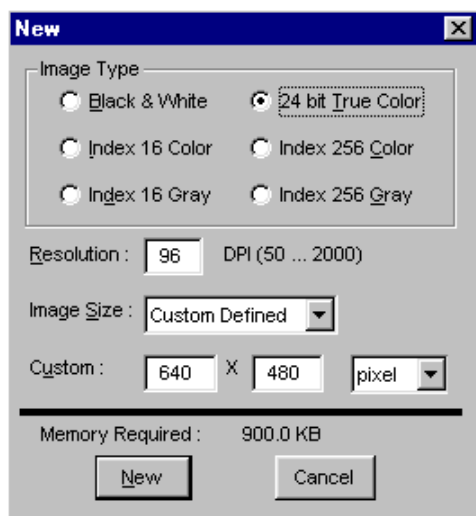 New
Image Type
Black & White 24 bit True Color
Index 16 Color Index 256 Color
Index 16 Gray Index 256 Gray
Resolution : 96 DPI (50 ... 2000)
Image Size : Custom Defined
Custom : 640 X 480 pixel
Memory Required : 900.0 KB
New Cancel